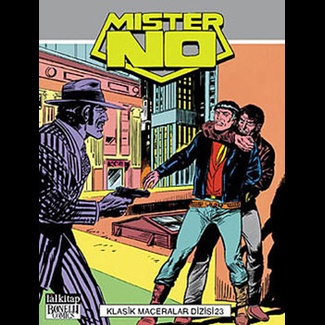 MISTER
NO
lalkitap
BONELLI
COMICS
KLASİK MACERALAR DİZİSİ 23